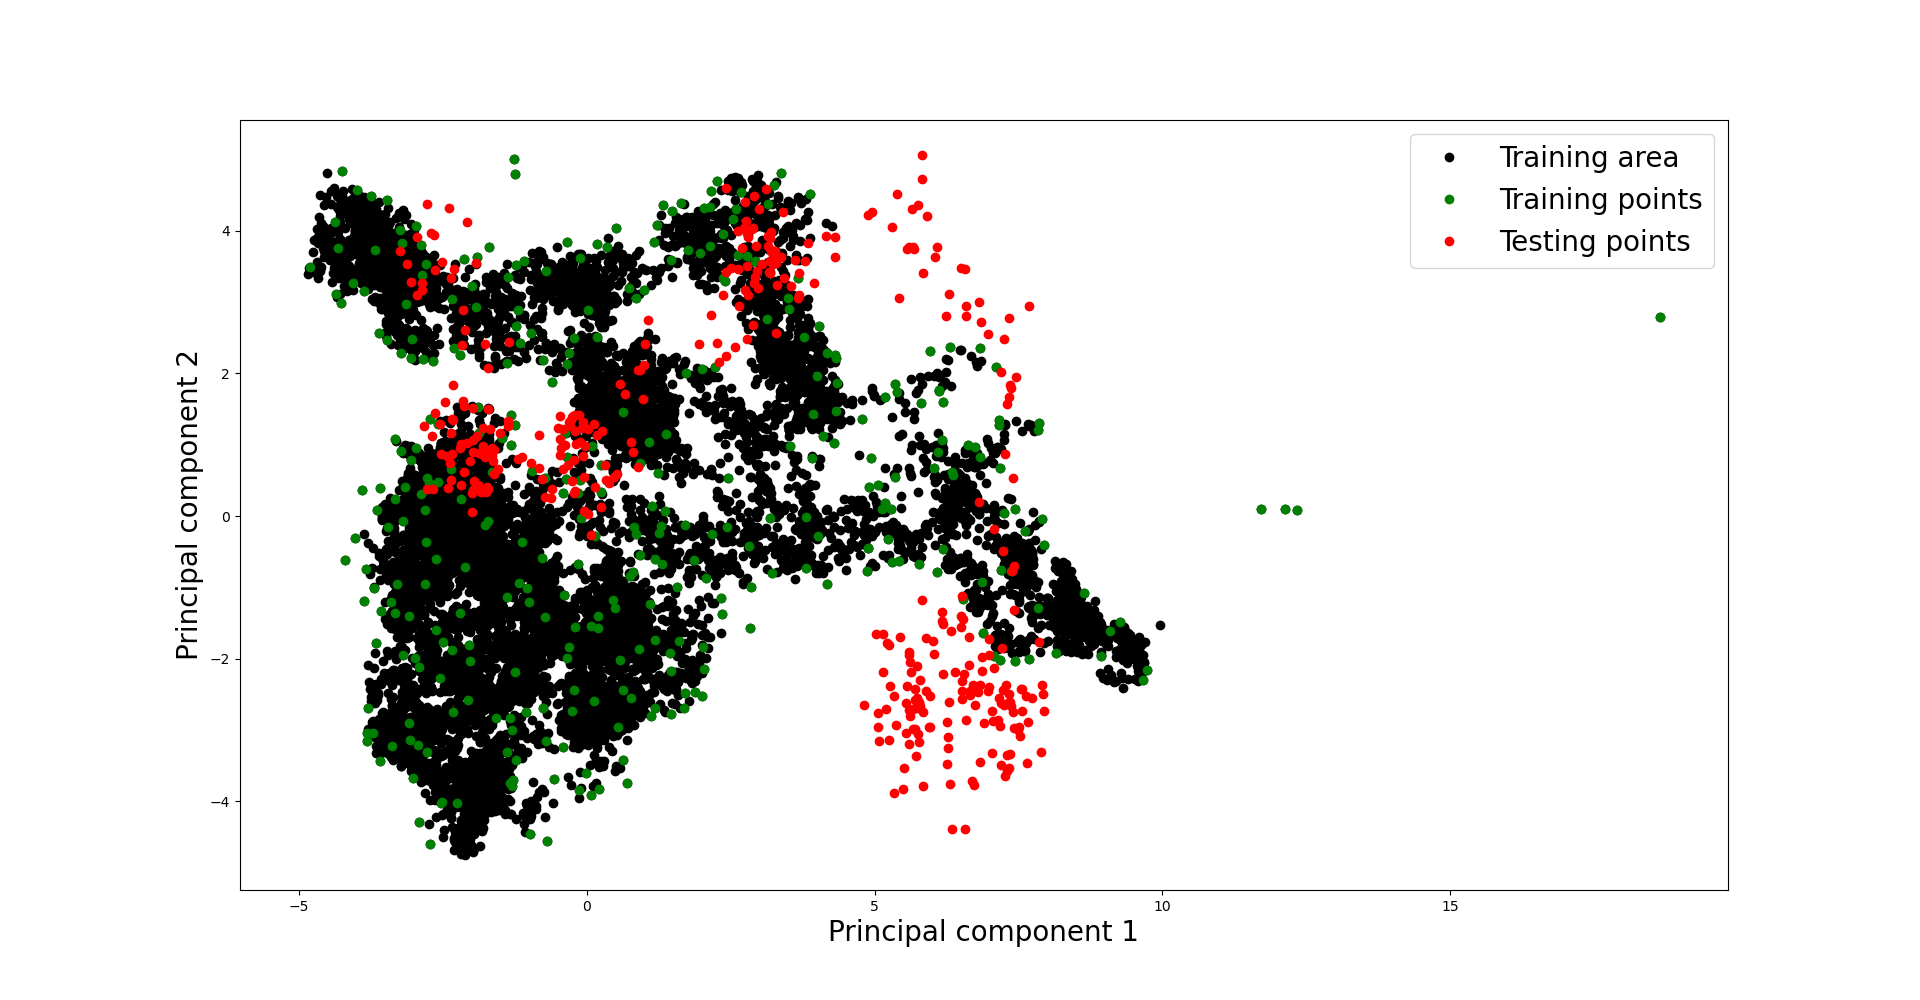 Training area
Training points
Testing points
Principal component 2
4
2
0
−2
−4
−5
0
5
10
15
Principal component 1